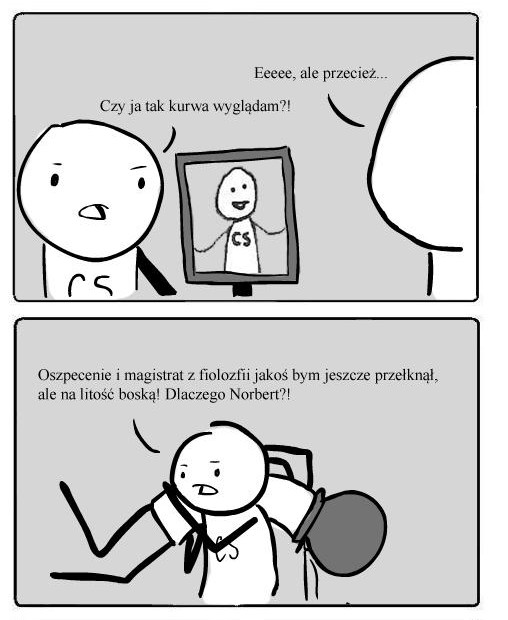 Eeeee, ale przecież...
Czy ja tak kurwa wyglądam?!
CS
CS
Oszpecenie i magistrat z fiolozfii jakoś bym jeszcze przełknął,
ale na litość boską! Dlaczego Norbert?!
CS